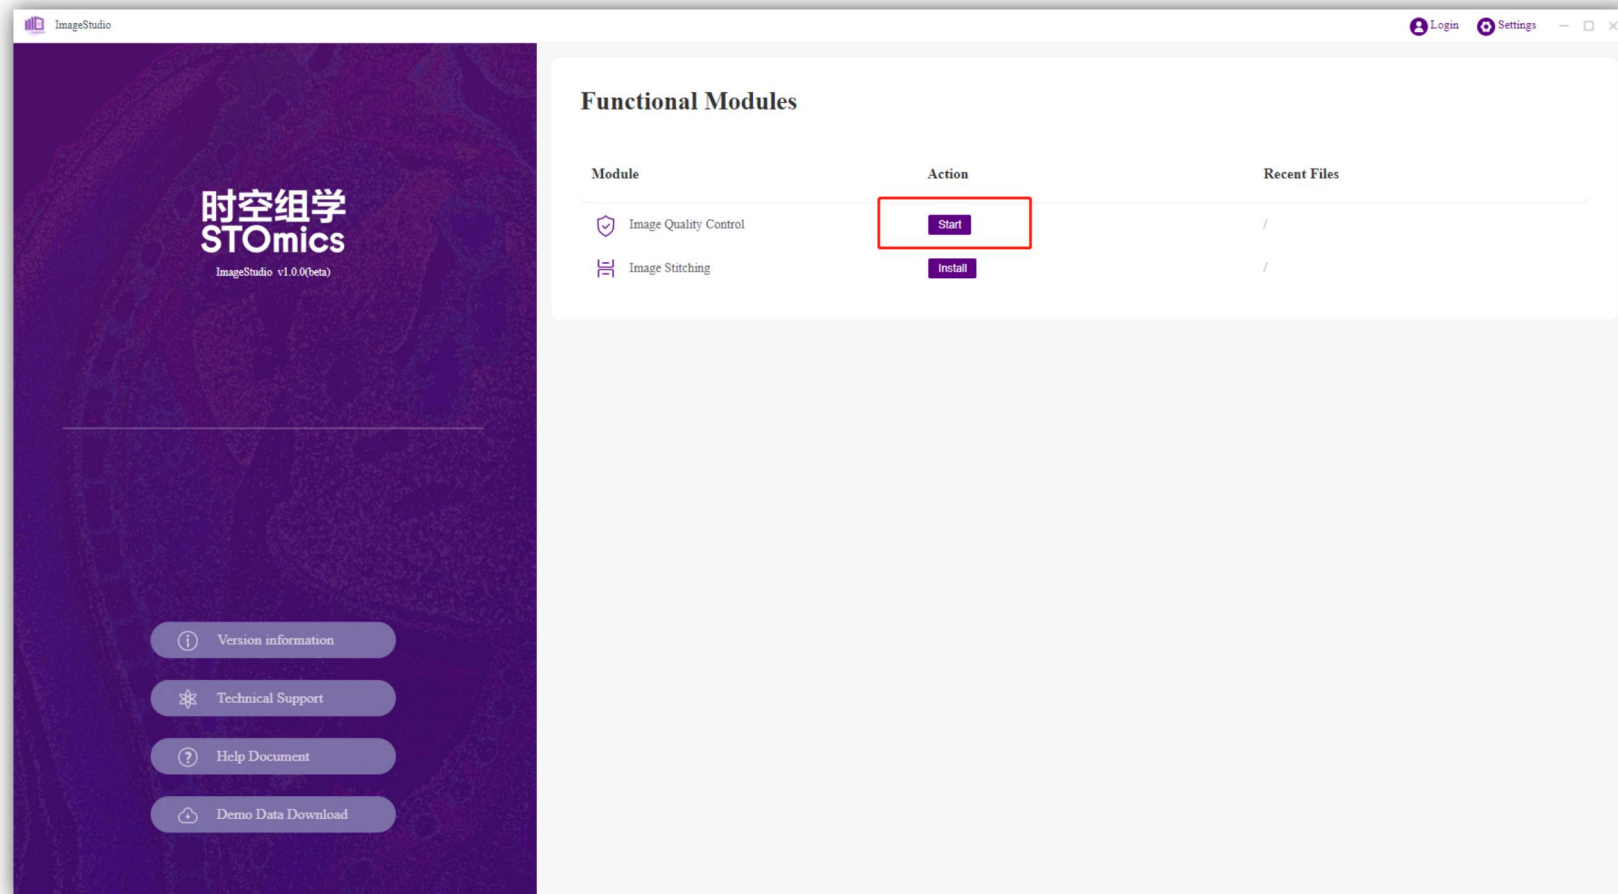 ImageStudio
Login Settings
时空组学
STOmics
ImageStudio v1.0.0(beta)
Version information
Technical Support
Help Document
Demo Data Download
Functional Modules
Module Action Recent Files
Image Quality Control Start /
Image Stitching Install /